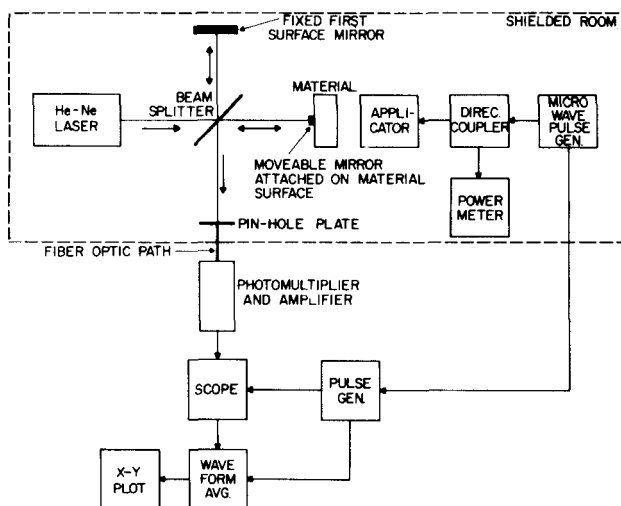 FIXED FIRST
SURFACE MIRROR
SHIELDED ROOM
He-Ne
LASER
BEAM
SPLITTER
MATERIAL
APPLI-
CATOR
DIREC.
COUPLER
MICRO
WAVE
PULSE
GEN.
MOVEABLE MIRROR
ATTACHED ON MATERIAL
SURFACE
POWER
METER
PIN-HOLE PLATE
FIBER OPTIC PATH
PHOTOMULTIPLIER
AND AMPLIFIER
SCOPE
PULSE
GEN.
X-Y
PLOT
WAVE
FORM
AVG.